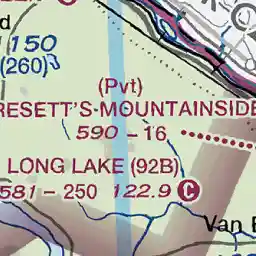 150
(260)
(Pvt)
RESETT'S MOUNTAINSIDE
590 - 16
LONG LAKE (92B)
581 - 250 122.9 C
Van